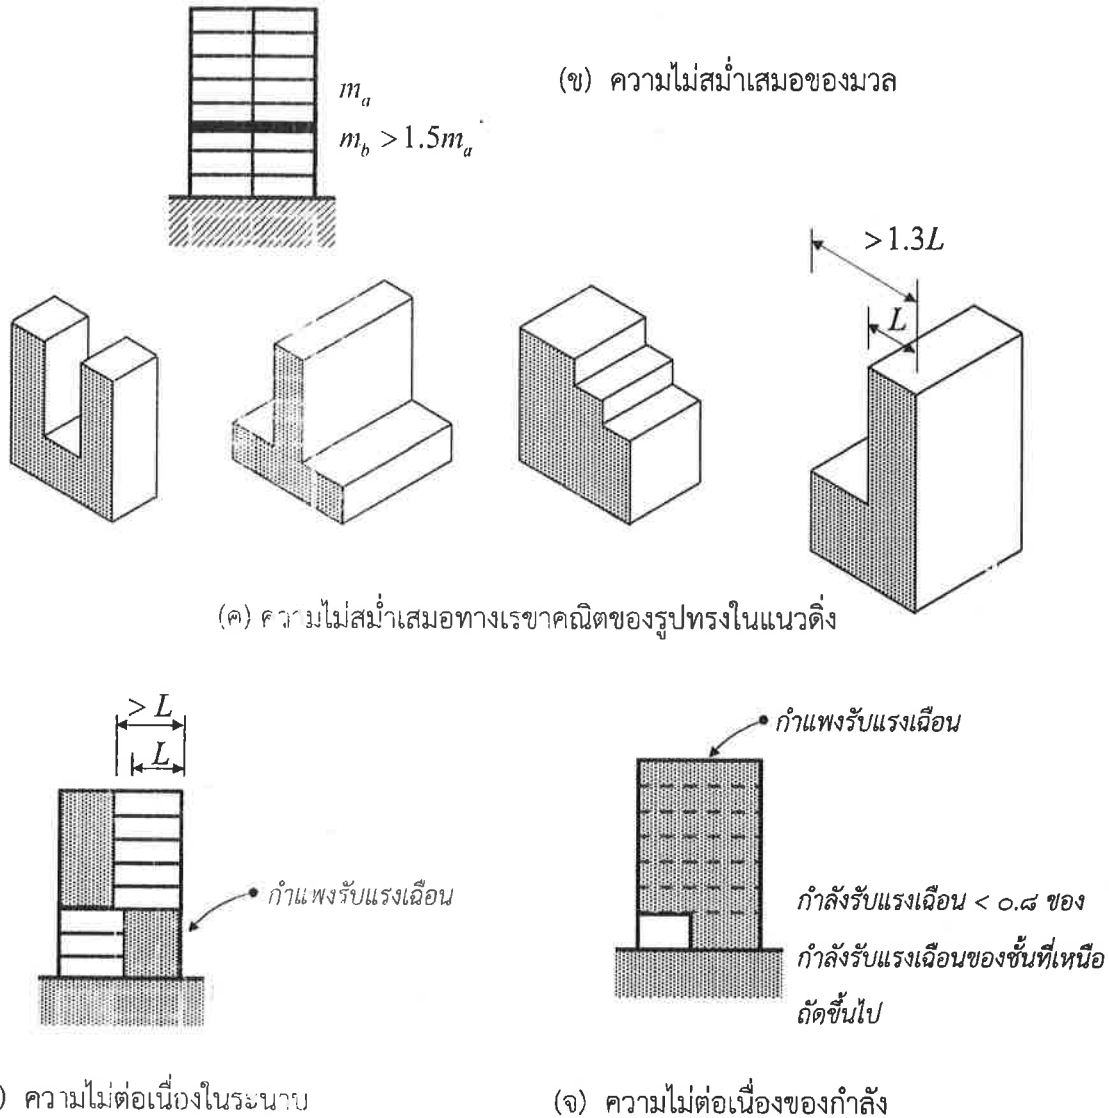 (ข) ความไม่สม่ำเสมอของมวล
m_a
m_b > 1.5m_a
>1.3L
L
(ค) ความไม่สม่ำเสมอทางเรขาคณิตของรูปทรงในแนวดิ่ง
> L
L
กำแพงรับแรงเฉือน
กำแพงรับแรงเฉือน
กำลังรับแรงเฉือน < ๐.๘ ของ
กำลังรับแรงเฉือนของชั้นที่เหนือ
ถัดขึ้นไป
) ความไม่ต่อเนื่องในระนาบ
(จ) ความไม่ต่อเนื่องของกำลัง